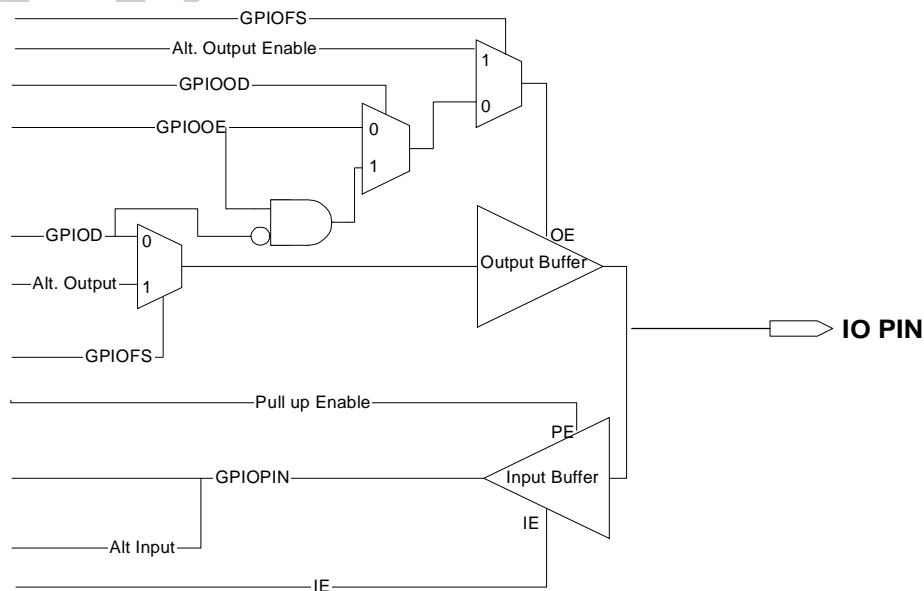 GPIOFS
Alt. Output Enable
1
GPIOOD
0
GPIOOE
0
1
GPIOD
0
OE
Output Buffer
Alt. Output
1
IO PIN
GPIOFS
Pull up Enable
PE
GPIOPIN
Input Buffer
IE
Alt Input
IE